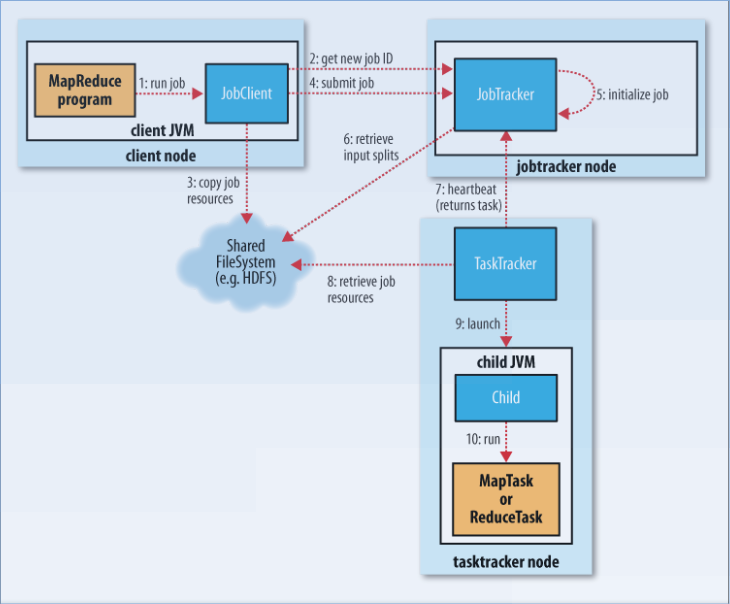 MapReduce
program
1: run job
JobClient
client JVM
client node
2: get new job ID
4: submit job
JobTracker
5: initialize job
jobtracker node
3: copy job
resources
6: retrieve
input splits
7: heartbeat
(returns task)
Shared
FileSystem
(e.g. HDFS)
8: retrieve job
resources
TaskTracker
9: launch
child JVM
Child
10: run
MapTask
or
ReduceTask
tasktracker node